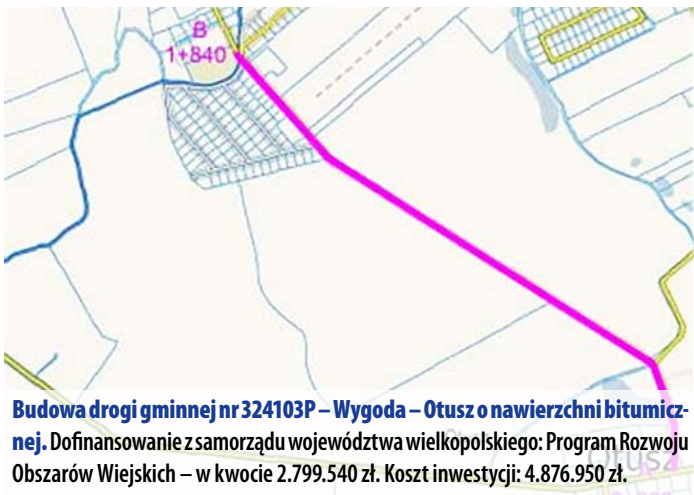 B
1+840
Budowa drogi gminnej nr 324103P – Wygoda – Otusz o nawierzchni bitumicz-
nej. Dofinansowanie z samorządu województwa wielkopolskiego: Program Rozwoju
Obszarów Wiejskich – w kwocie 2.799.540 zł. Koszt inwestycji: 4.876.950 zł.
Otusz